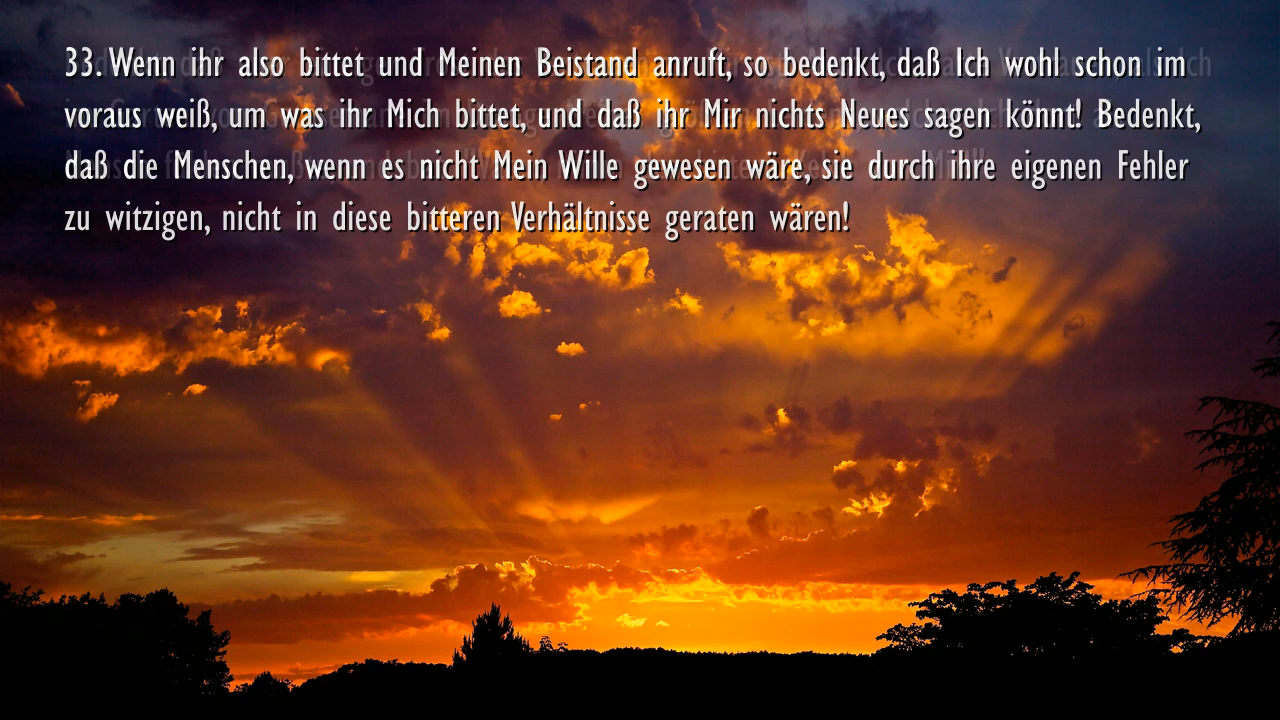 33. Wenn ihr also bittet und Meinen Beistand anruft, so bedenkt, daß Ich wohl schon im
voraus weiß, um was ihr Mich bittet, und daß ihr Mir nichts Neues sagen könnt! Bedenkt,
daß die Menschen, wenn es nicht Mein Wille gewesen wäre, sie durch ihre eigenen Fehler
zu witzigen, nicht in diese bitteren Verhältnisse geraten wären!